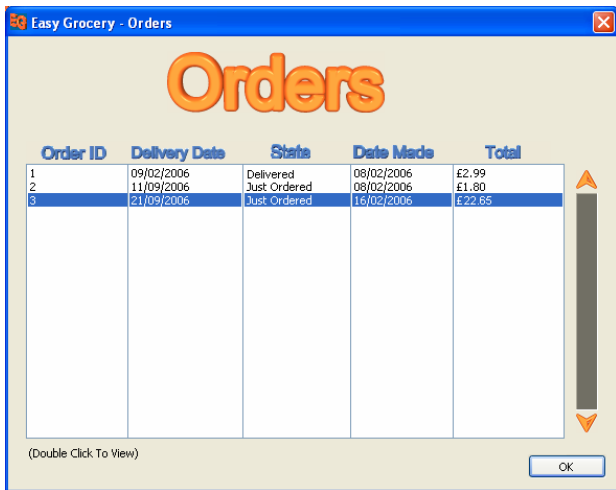 EG Easy Grocery - Orders
Orders
Order ID Delivery Date State Date Made Total
1 09/02/2006 Delivered 08/02/2006 £2.99
2 11/09/2006 Just Ordered 08/02/2006 £1.80
3 21/09/2006 Just Ordered 16/02/2006 £22.65
(Double Click To View)
OK